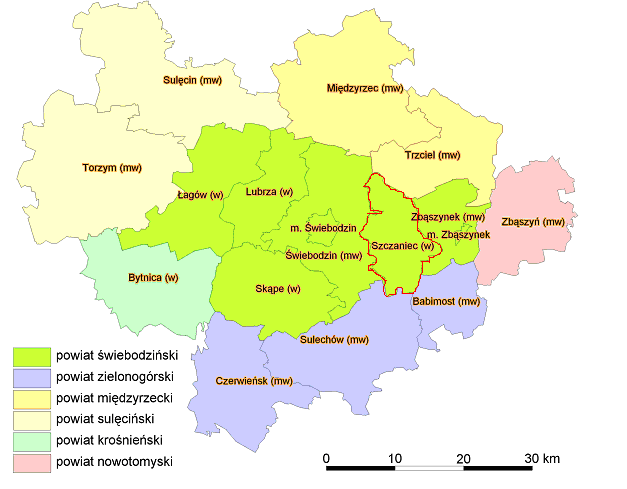 Sulęcin (mw)
Międzyrzec (mw)
Trzciel (mw)
Torzym (mw)
Łagów (w)
Lubrza (w)
Zbąszynek (mw)
Zbąszyń (mw)
m. Świebodzin
m. Zbąszynek
Szczaniec (w)
Świebodzin (mw)
Bytnica (w)
Skąpe (w)
Babimost (mw)
Sulechów (mw)
Czerwieńsk (mw)
powiat świebodziński
powiat zielonogórski
powiat międzyrzecki
powiat sulęciński
powiat krośnieński
powiat nowotomyski
0 10 20 30 km